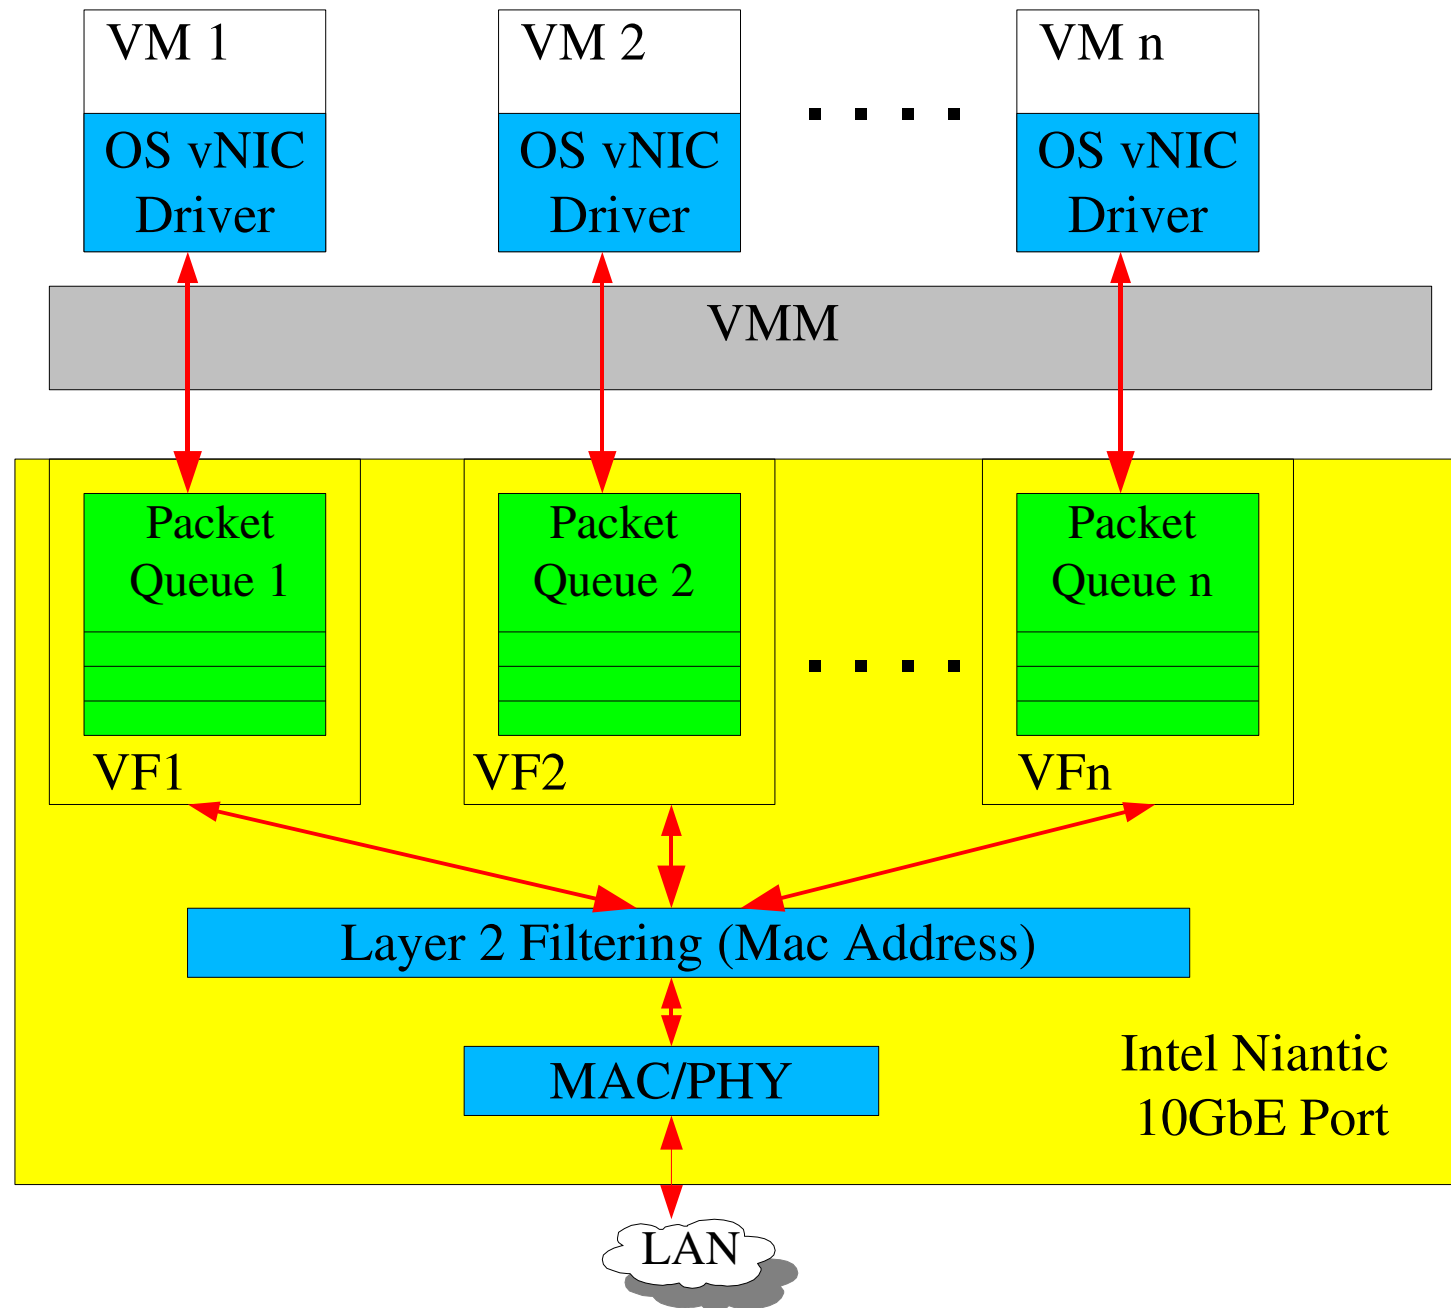 VM 1
VM 2
VM n
OS vNIC
Driver
OS vNIC
Driver
OS vNIC
Driver
VMM
Packet
Queue 1
Packet
Queue 2
Packet
Queue n
VF1
VF2
VFn
Layer 2 Filtering (Mac Address)
MAC/PHY
Intel Niantic
10GbE Port
LAN